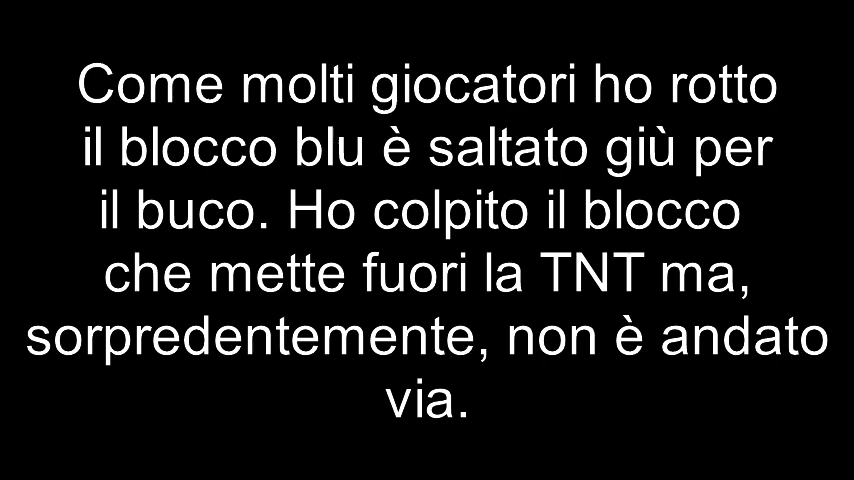 Come molti giocatori ho rotto
il blocco blu è saltato giù per
il buco. Ho colpito il blocco
che mette fuori la TNT ma,
sorpredentemente, non è andato
via.